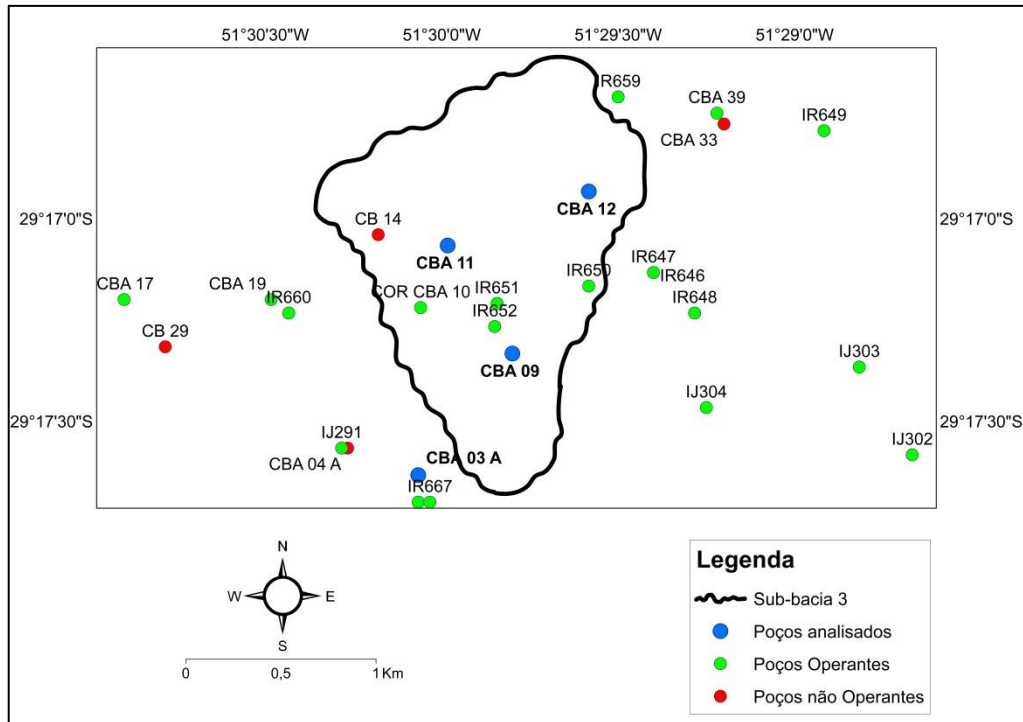 51°30'30"W
51°30'0"W
51°29'30"W
51°29'0"W
IR659
CBA 39
IR649
CBA 33
CBA 12
29°17'0"S
29°17'0"S
CB 14
CBA 11
IR647
IR646
CBA 17
CBA 19
IR660
COR CBA 10
IR651
IR650
IR648
IR652
CB 29
CBA 09
IJ303
IJ304
29°17'30"S
29°17'30"S
IJ291
IJ302
CBA 04 A
CBA 03 A
IR667
N
W
E
S
0
0,5
1 Km
Legenda
Sub-bacia 3
Poços analisados
Poços Operantes
Poços não Operantes